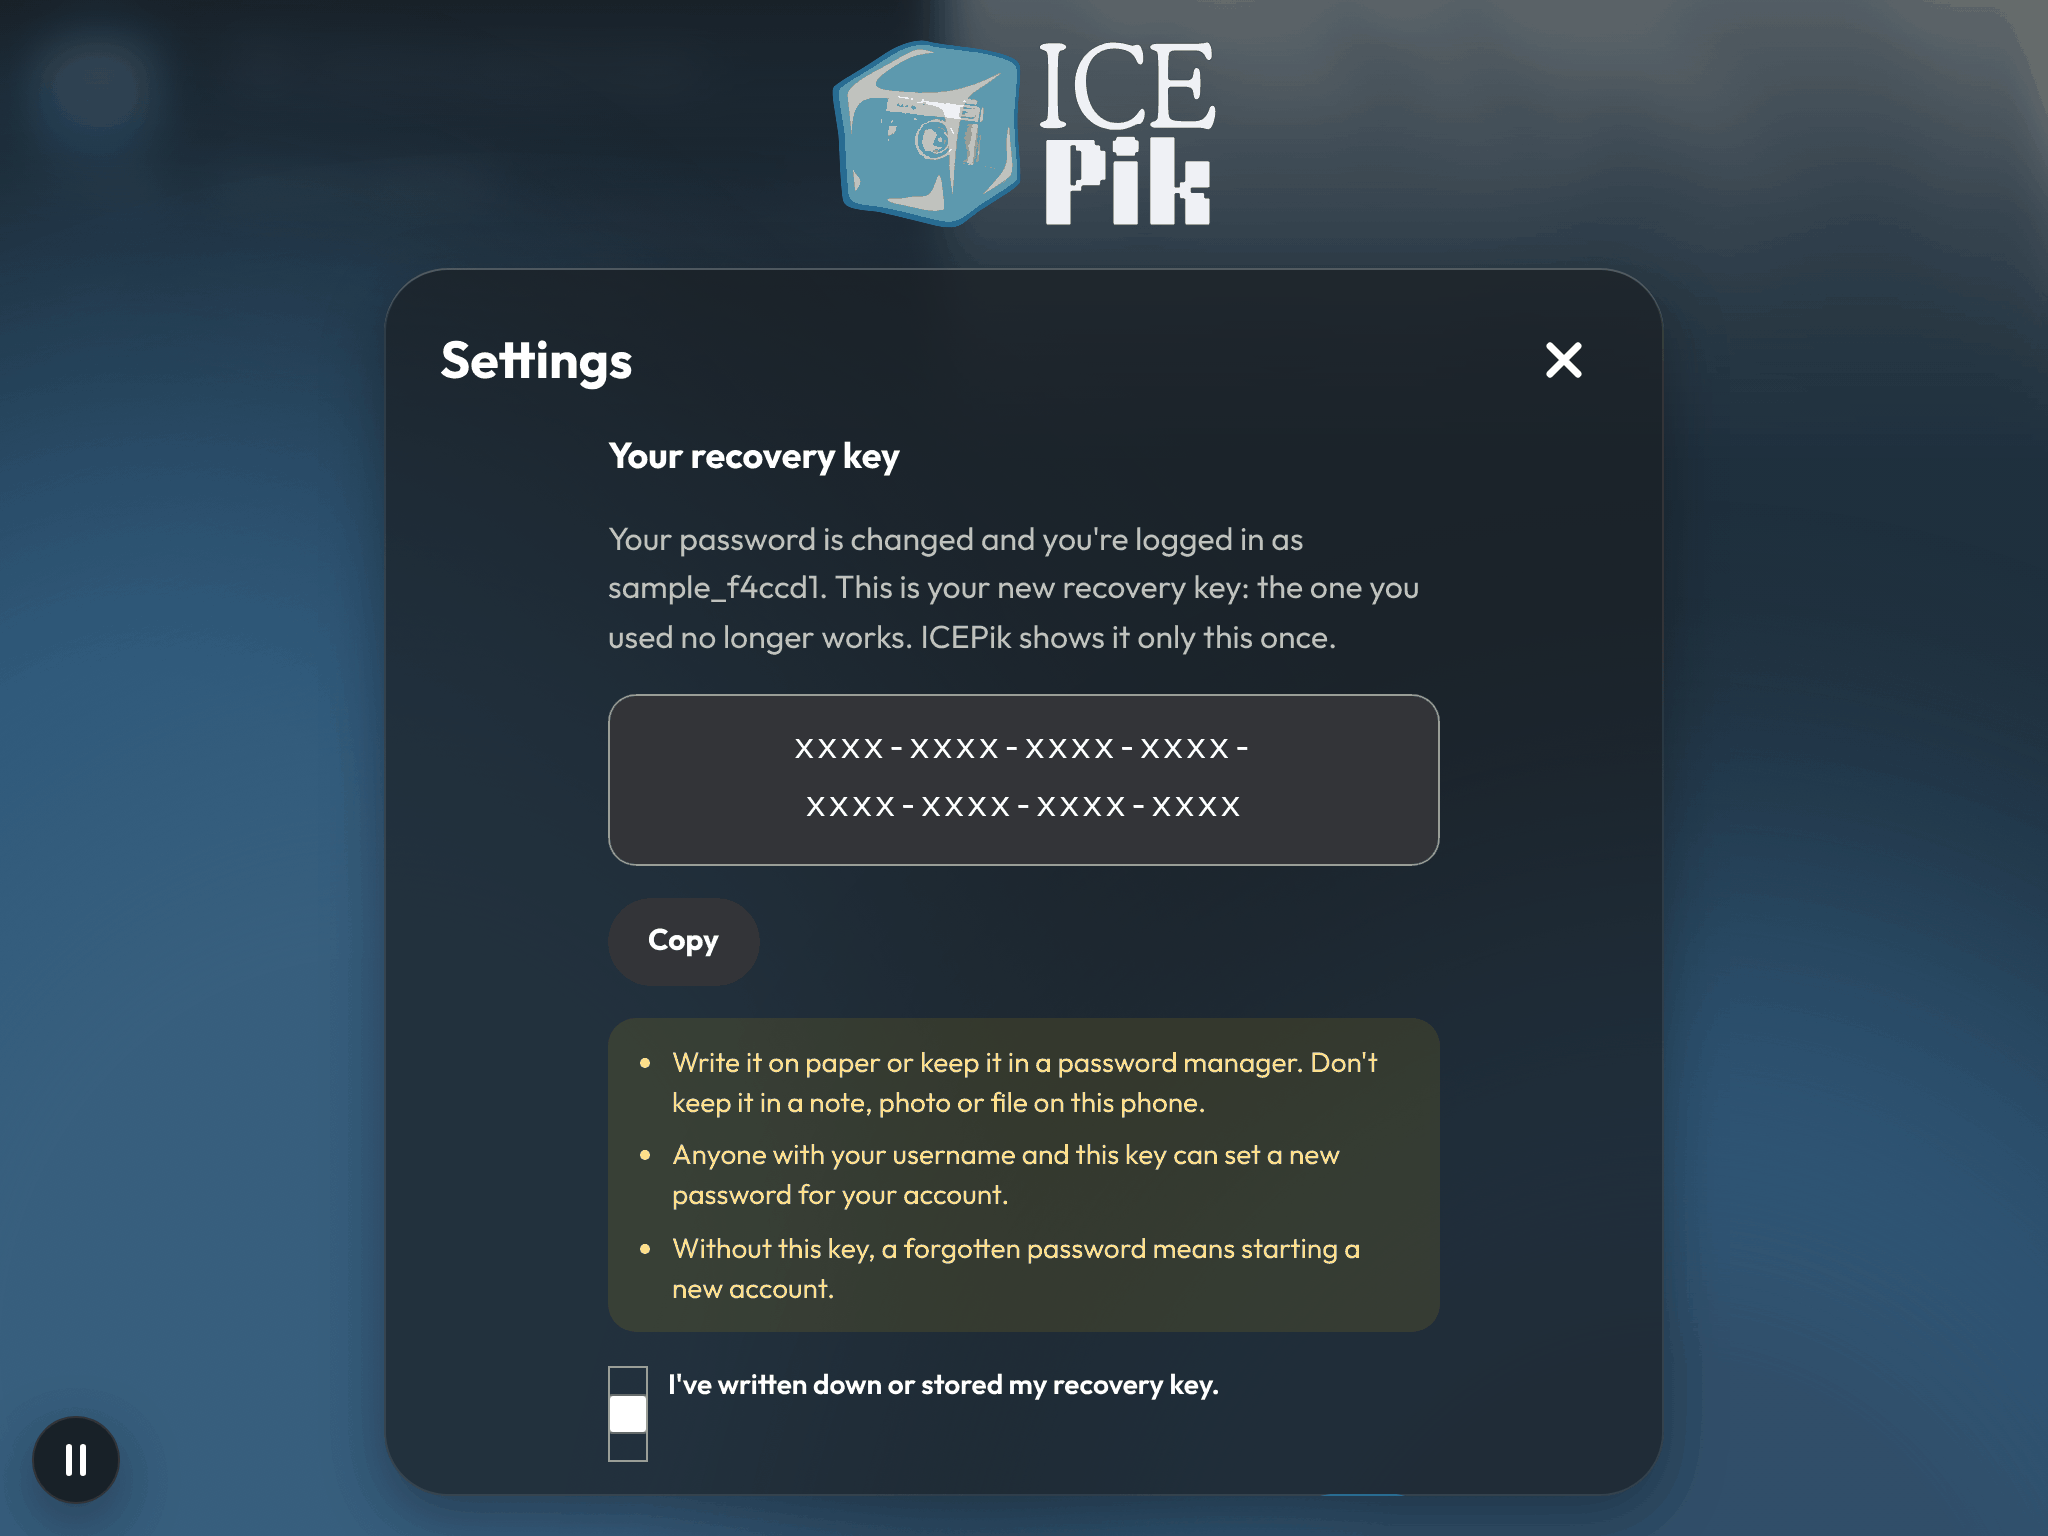 ICE
Pik
Settings
Your recovery key
Your password is changed and you're logged in as
sample_f4ccd1. This is your new recovery key: the one you
used no longer works. ICEPik shows it only this once.
xxxx-xxxx-xxxx-xxxx-
xxxx-xxxx-xxxx-xxxx
Copy
• Write it on paper or keep it in a password manager. Don't
keep it in a note, photo or file on this phone.
• Anyone with your username and this key can set a new
password for your account.
• Without this key, a forgotten password means starting a
new account.
I've written down or stored my recovery key.